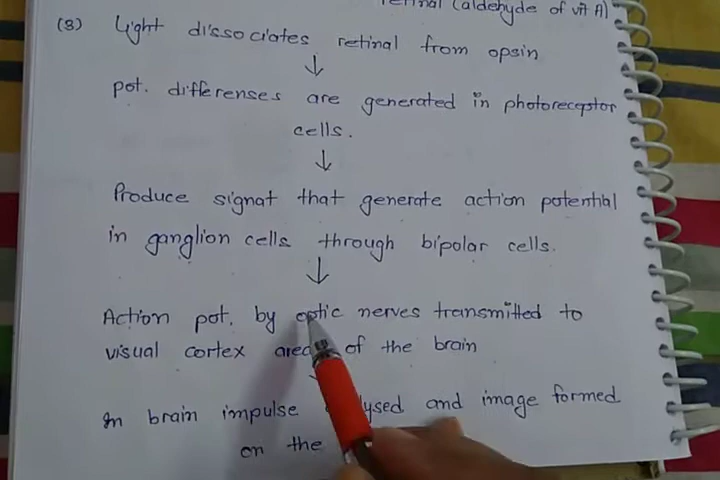 retinal (aldehyde of vit A)
(3) Light dissociates retinal from opsin
pot. differenses are generated in photoreceptor
cells.
Produce signat that generate action potential
in ganglion cells through bipolar cells.
Action pot. by optic nerves transmitted to
visual cortex area of the brain
In brain impulse and image formed
on the